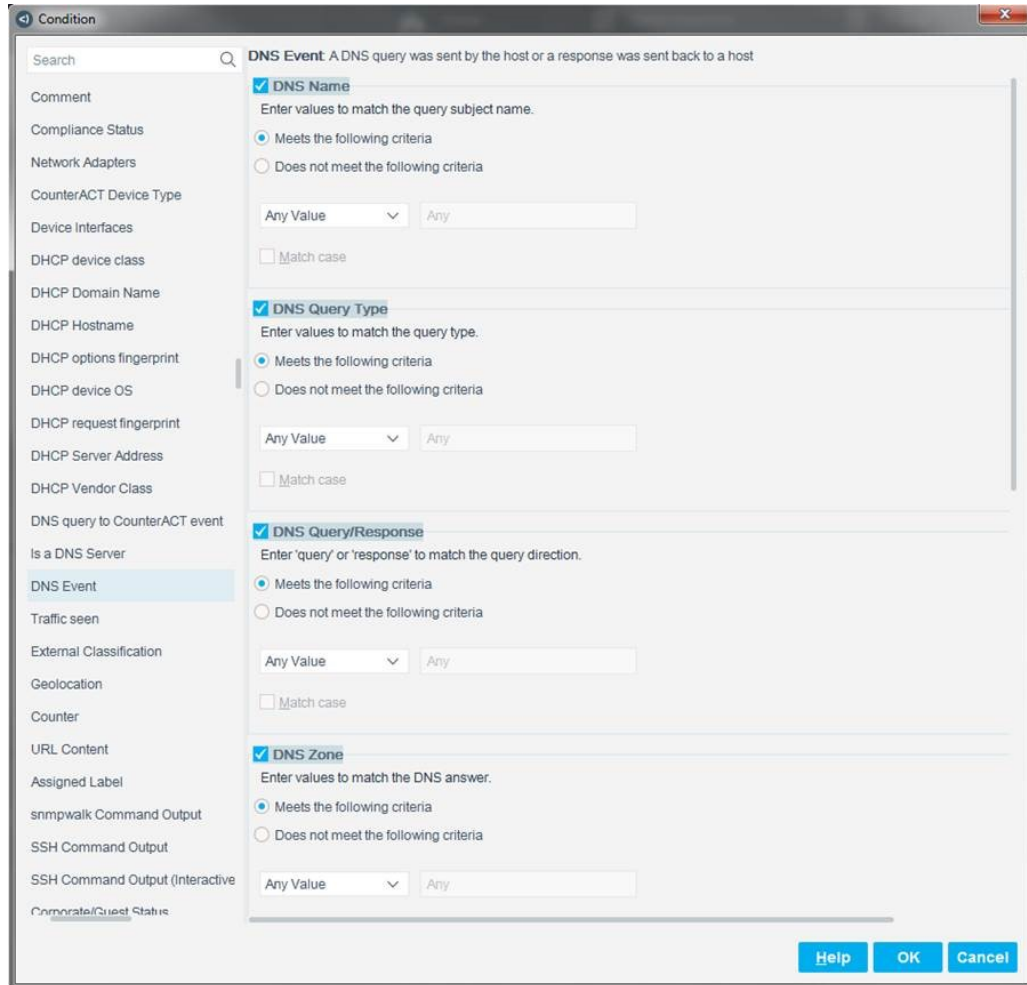 Condition
Search
Comment
Compliance Status
Network Adapters
CounterACT Device Type
Device Interfaces
DHCP device class
DHCP Domain Name
DHCP Hostname
DHCP options fingerprint
DHCP device OS
DHCP request fingerprint
DHCP Server Address
DHCP Vendor Class
DNS query to CounterACT event
Is a DNS Server
DNS Event
Traffic seen
External Classification
Geolocation
Counter
URL Content
Assigned Label
snmpwalk Command Output
SSH Command Output
SSH Command Output (Interactive
Corporate/Guest Status
DNS Event: A DNS query was sent by the host or a response was sent back to a host
DNS Name
Enter values to match the query subject name.
Meets the following criteria
Does not meet the following criteria
Any Value Any
Match case
DNS Query Type
Enter values to match the query type.
Meets the following criteria
Does not meet the following criteria
Any Value Any
Match case
DNS Query/Response
Enter 'query' or 'response' to match the query direction.
Meets the following criteria
Does not meet the following criteria
Any Value Any
Match case
DNS Zone
Enter values to match the DNS answer.
Meets the following criteria
Does not meet the following criteria
Any Value Any
Help OK Cancel